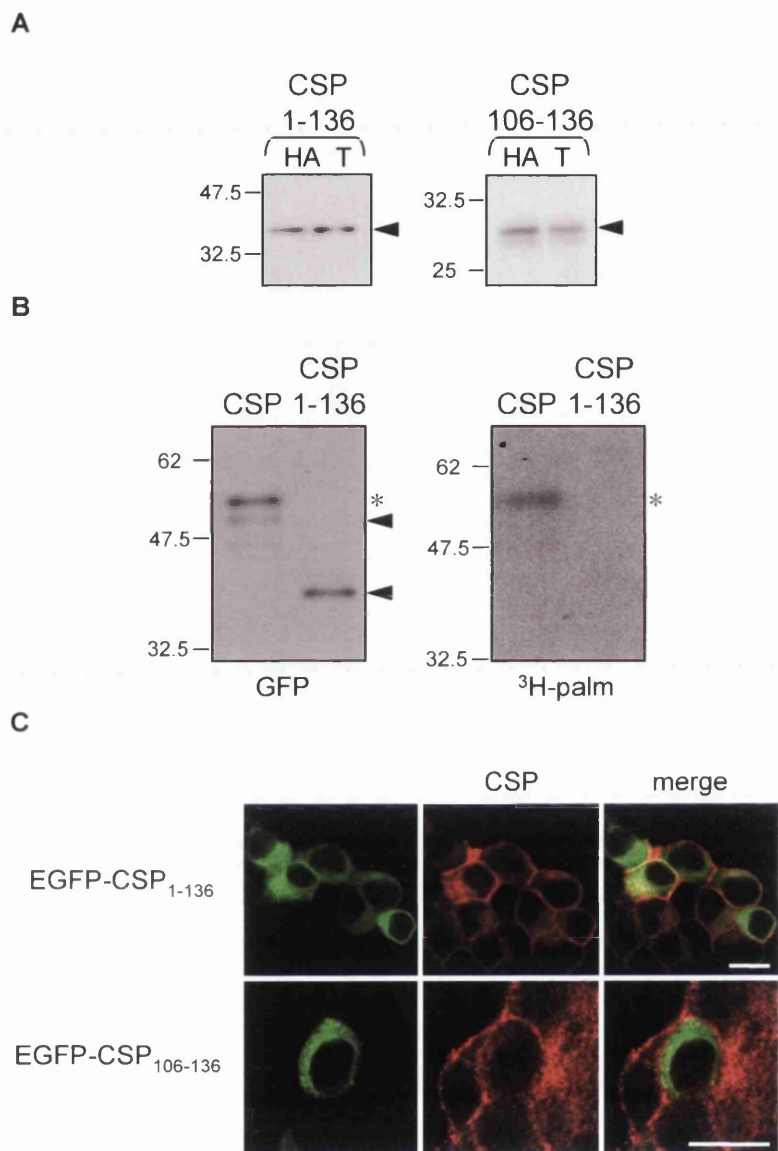 A
CSP CSP
1-136 106-136
HA T HA T
47.5 32.5
32.5 25
B
CSP
CSP 1-136
CSP
CSP 1-136
62 * 62 *
47.5 47.5
32.5 32.5
GFP ³H-palm
C
CSP merge
EGFP-CSP₁₋₁₃₆
EGFP-CSP₁₀₆₋₁₃₆